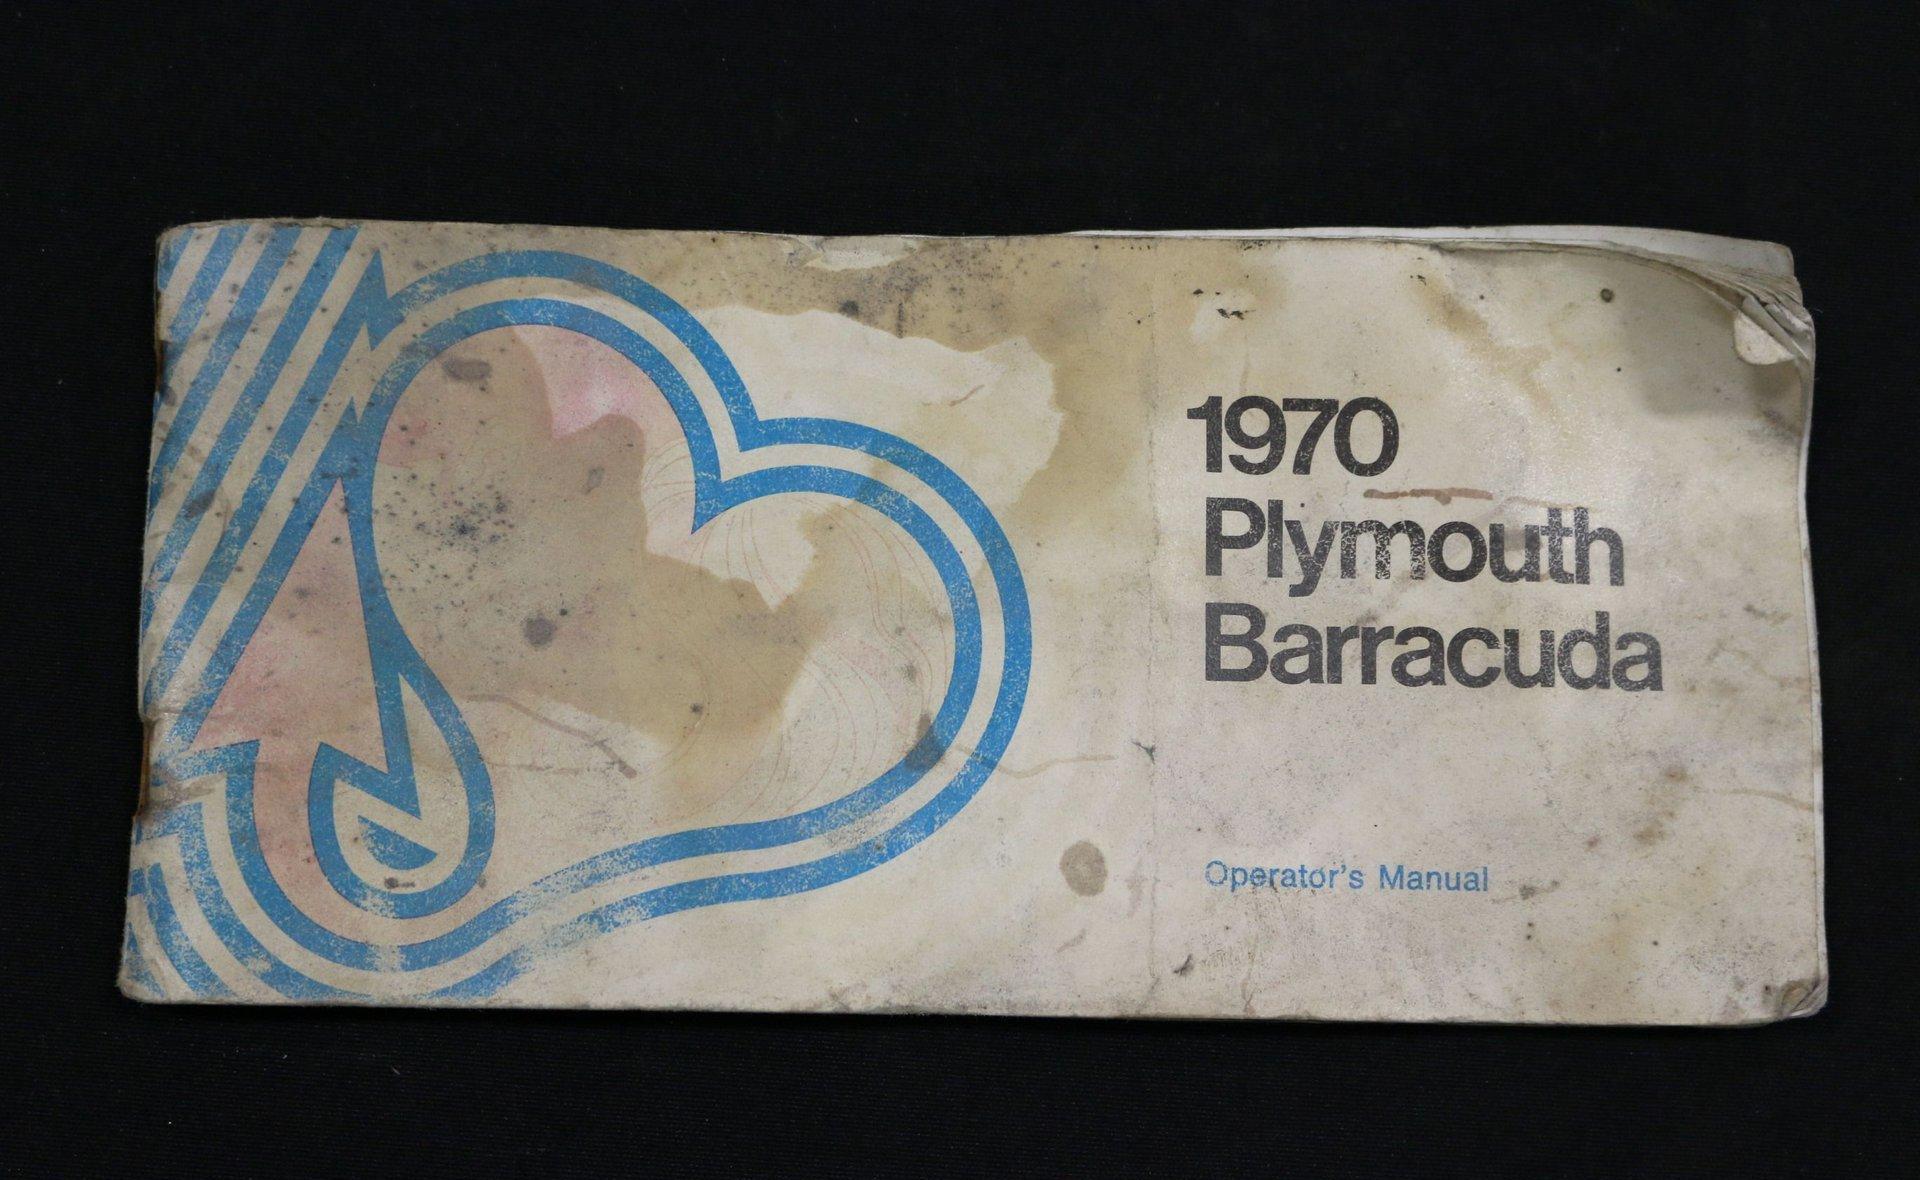 1970
Plymouth
Barracuda
Operator's Manual